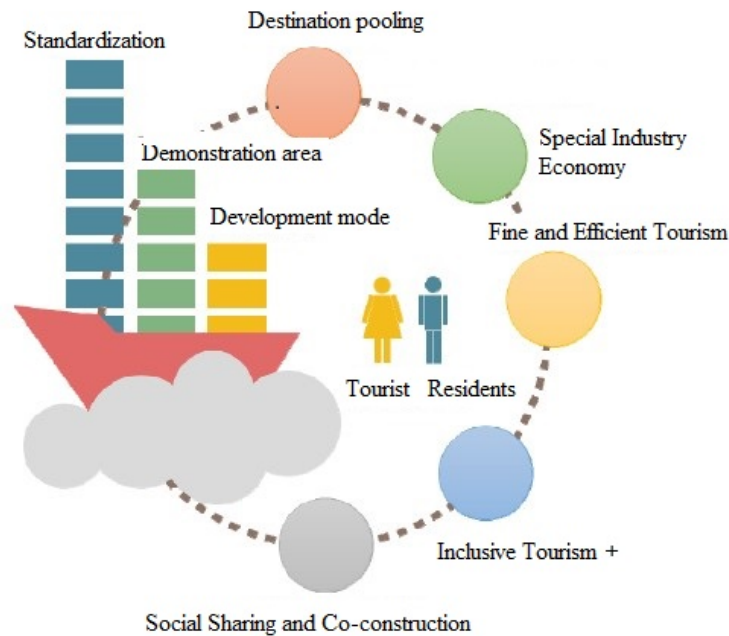 Destination pooling
Standardization
Special Industry
Economy
Demonstration area
Development mode
Fine and Efficient Tourism
Tourist
Residents
Inclusive Tourism +
Social Sharing and Co-construction